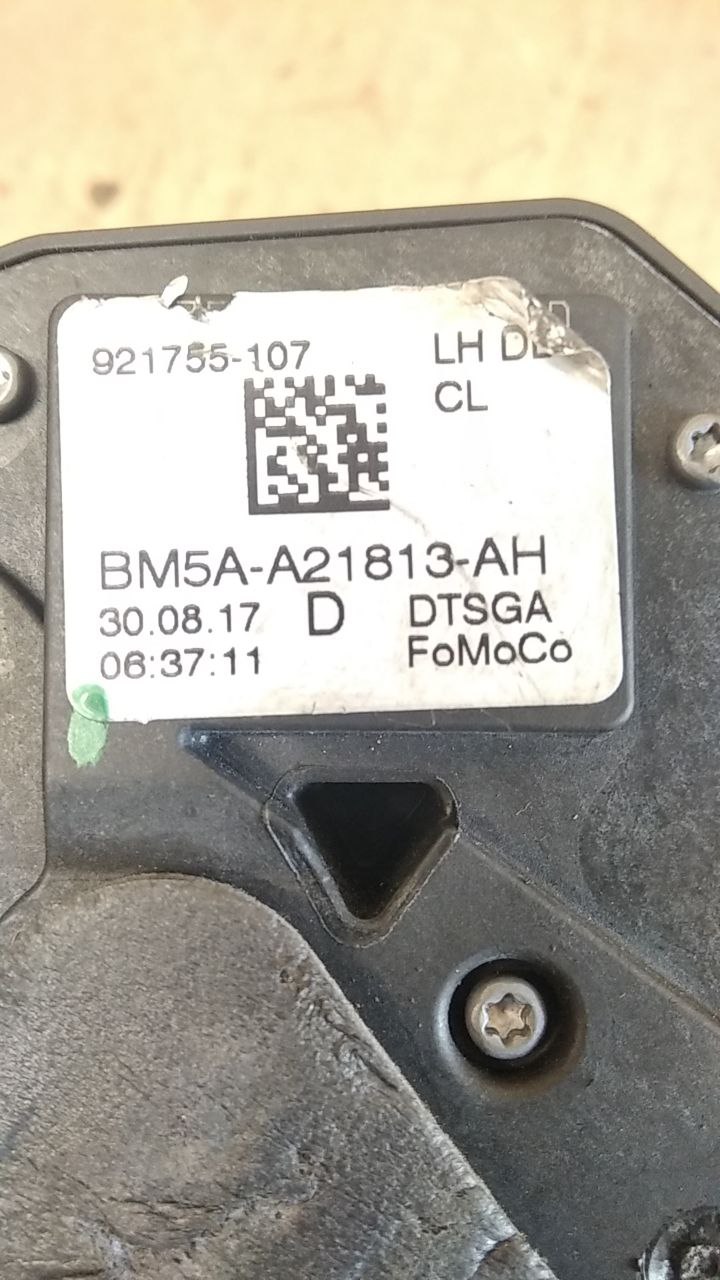 921755-107
LH
CL
BM5A-A21813-AH
30.08.17 D DTSGA
06:37:11 FoMoCo